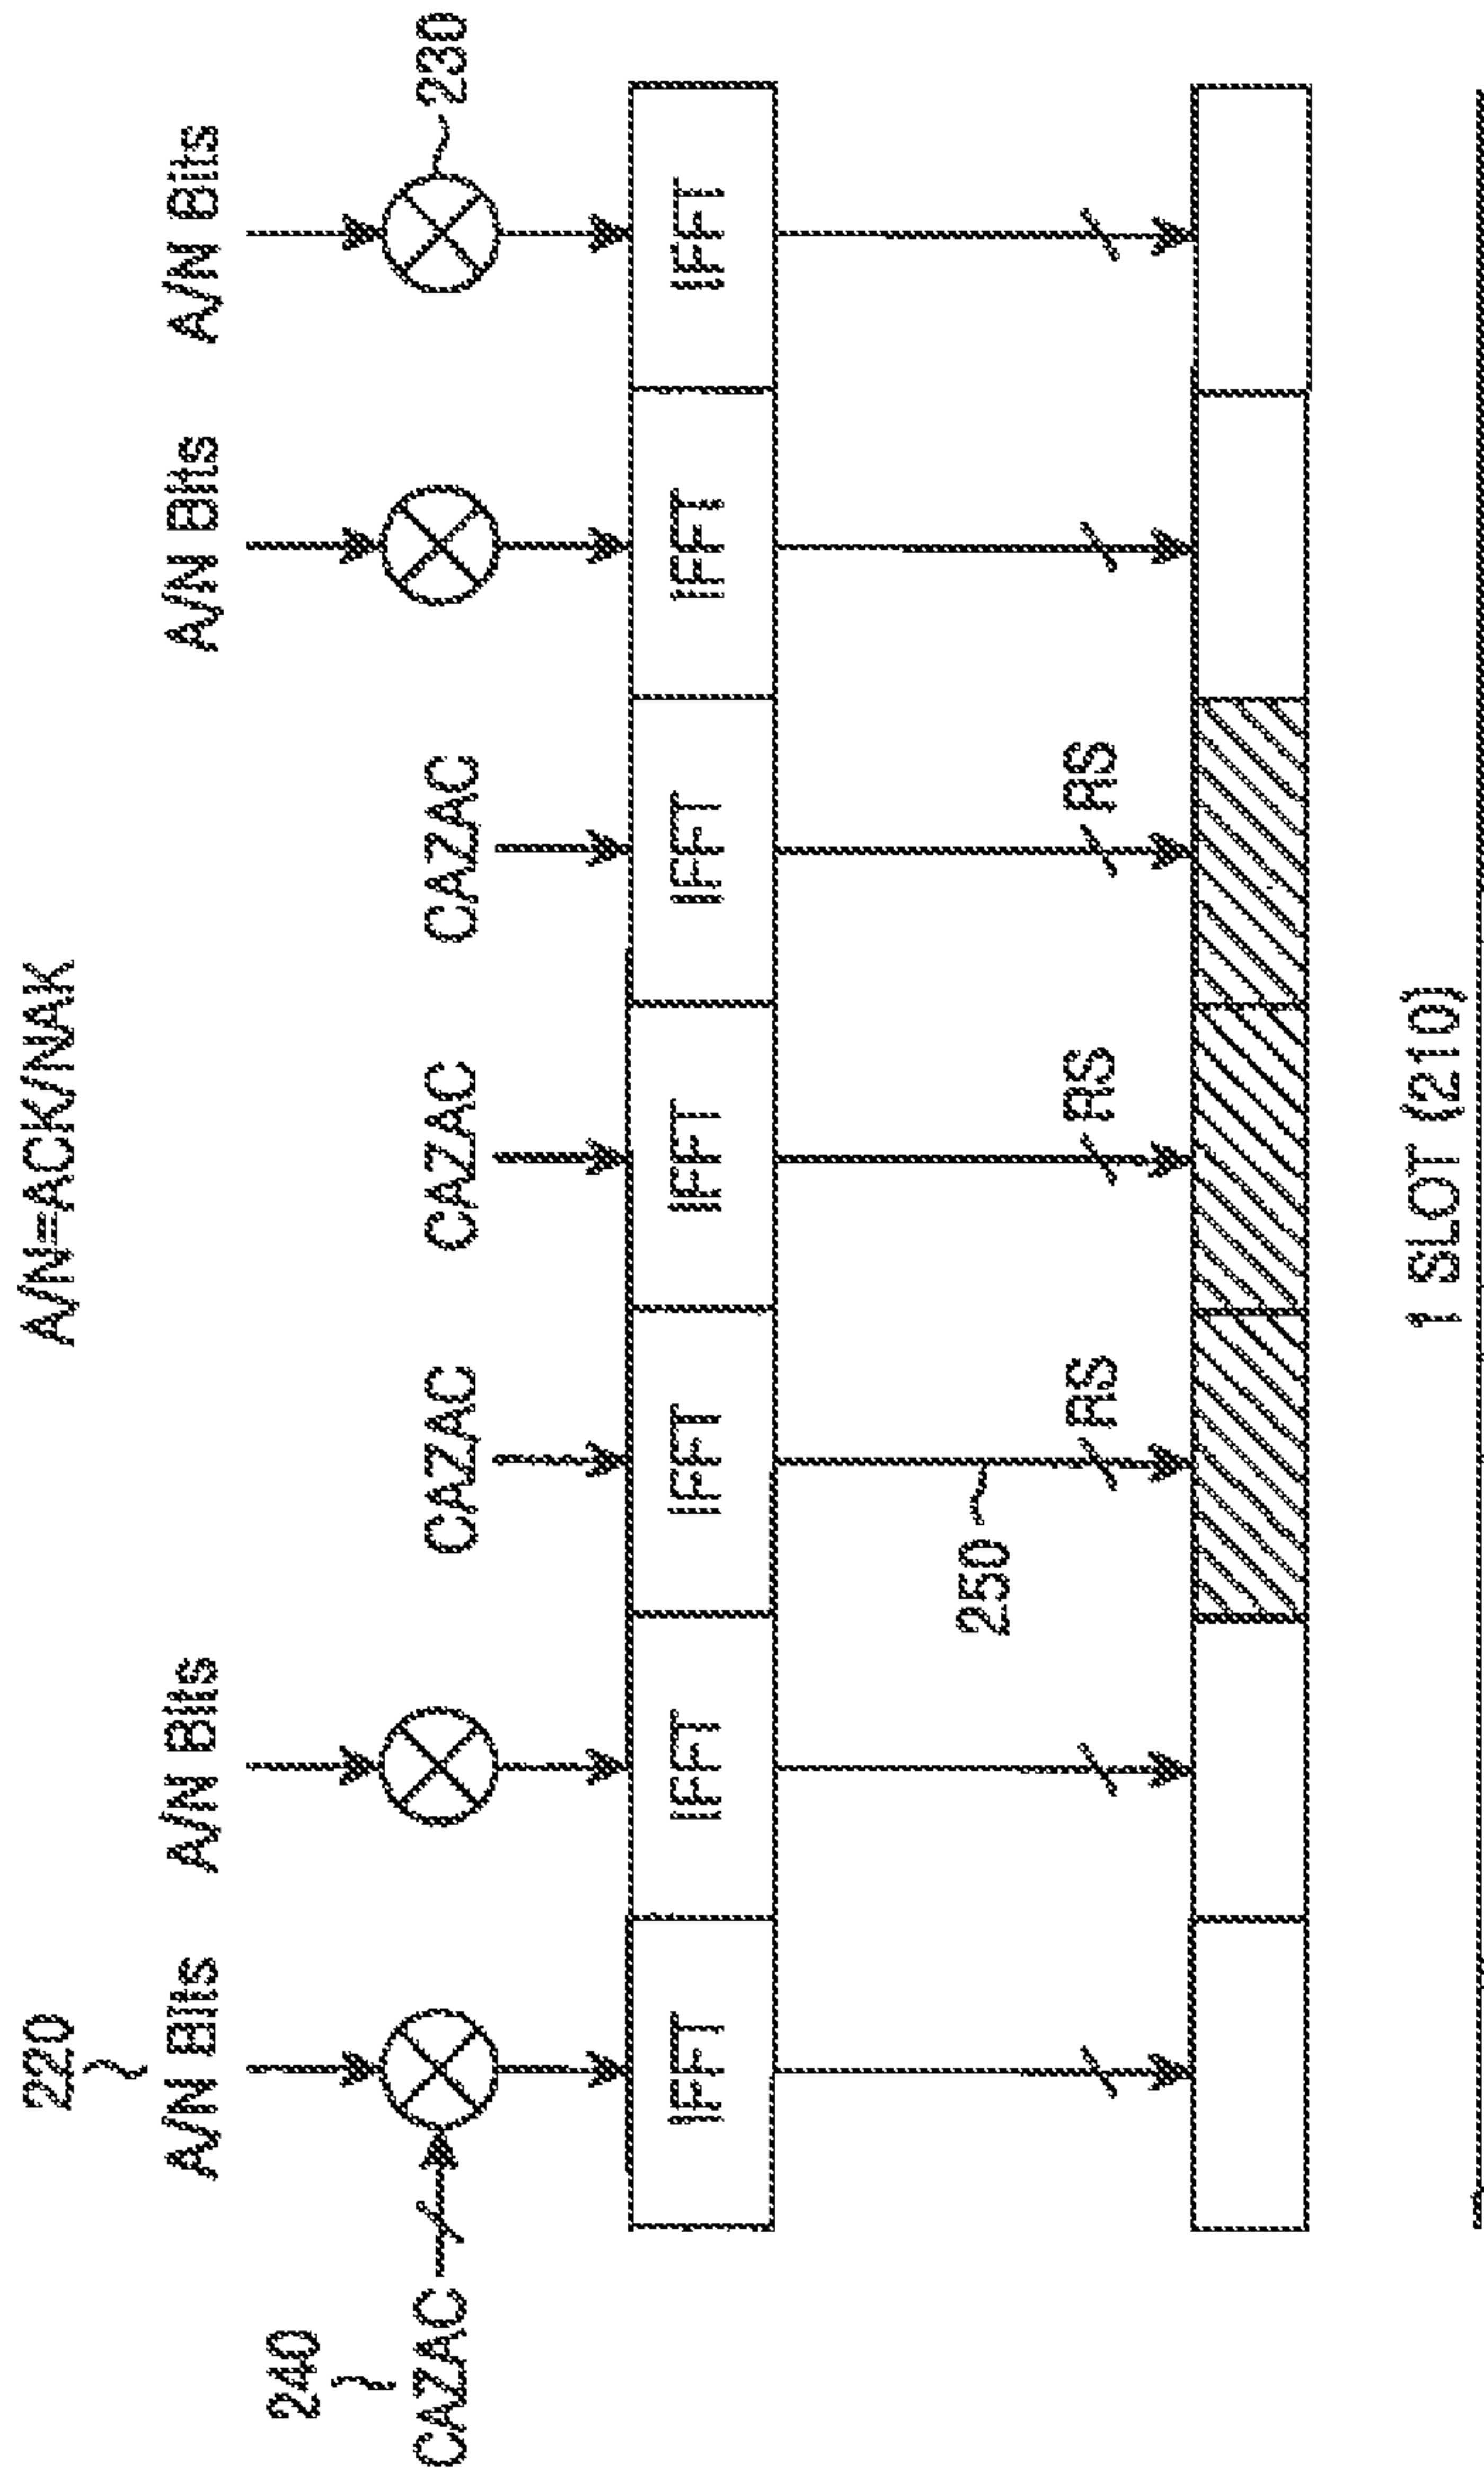 A/N=ACK/NAK
220
A/N Bits A/N Bits A/N Bits A/N Bits
240
CAZAC CAZAC CAZAC CAZAC 230
IFFT IFFT IFFT IFFT IFFT IFFT IFFT
250
RS RS RS
1 SLOT (210)